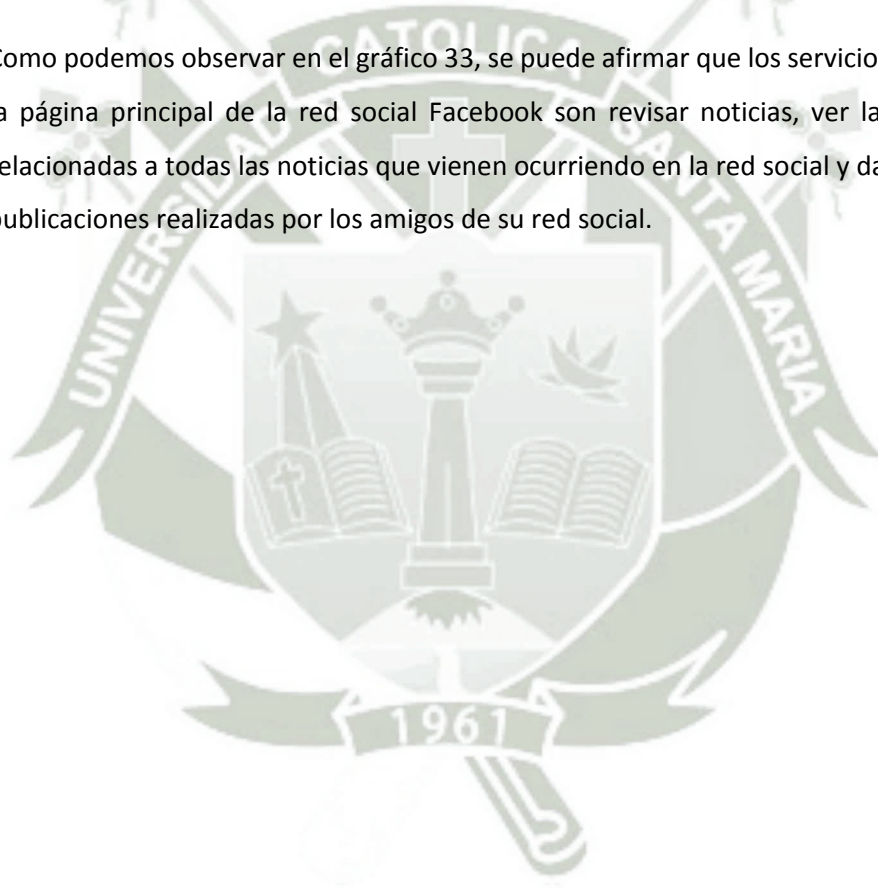 Como podemos observar en el gráfico 33, se puede afirmar que los servicio
a página principal de la red social Facebook son revisar noticias, ver la
relacionadas a todas las noticias que vienen ocurriendo en la red social y da
publicaciones realizadas por los amigos de su red social.
UNIVERSIDAD CATOLICA SANTA MARIA
1961